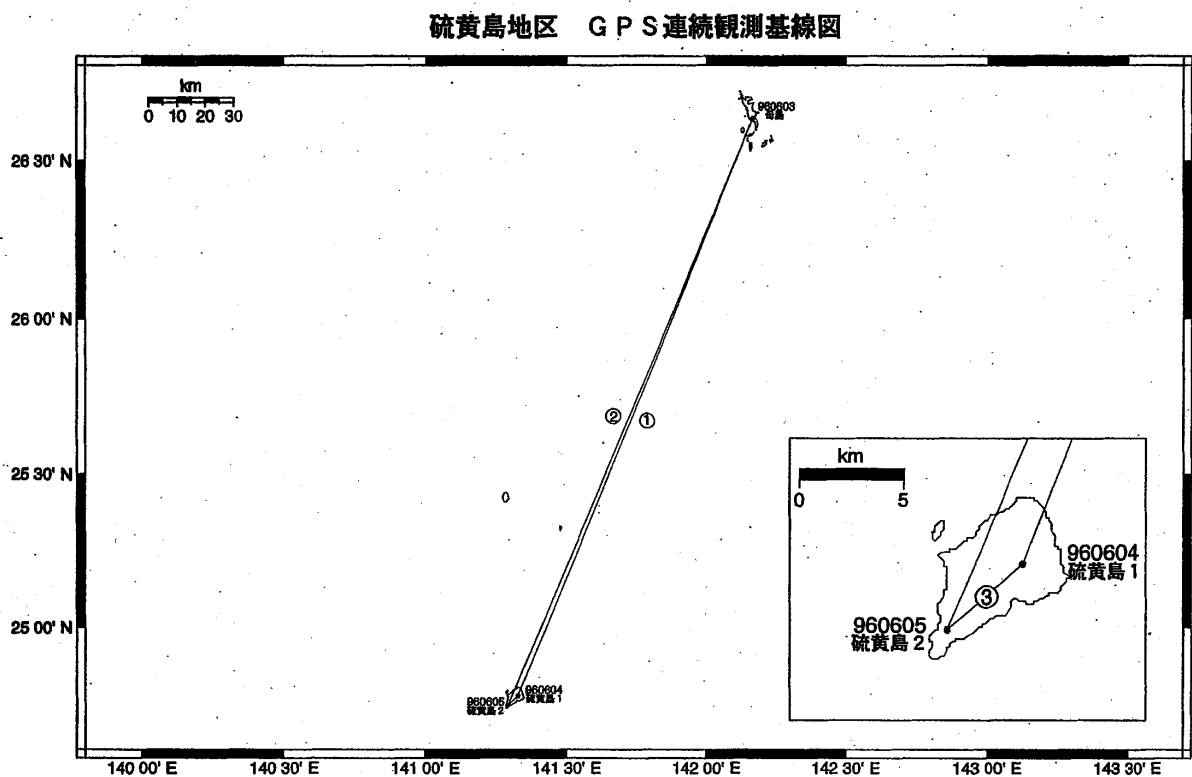 硫黄島地区 GPS連続観測基線図
km
0 10 20 30
960603
母島
26 30' N
26 00' N
②
①
25 30' N
km
0 5
960604
硫黄島 1
③
960605
硫黄島 2
25 00' N
960604
硫黄島 1
960605
硫黄島 2
140 00' E 140 30' E 141 00' E 141 30' E 142 00' E 142 30' E 143 00' E 143 30' E